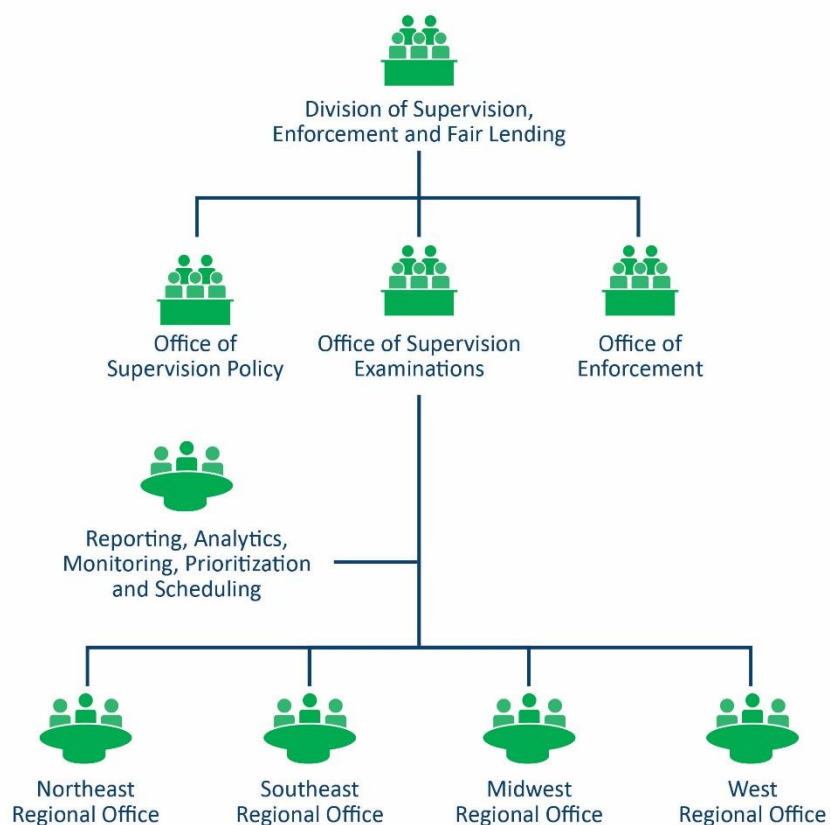 Division of Supervision,
Enforcement and Fair Lending
Office of
Supervision Policy
Office of Supervision
Examinations
Office of
Enforcement
Reporting, Analytics,
Monitoring, Prioritization
and Scheduling
Northeast
Regional Office
Southeast
Regional Office
Midwest
Regional Office
West
Regional Office